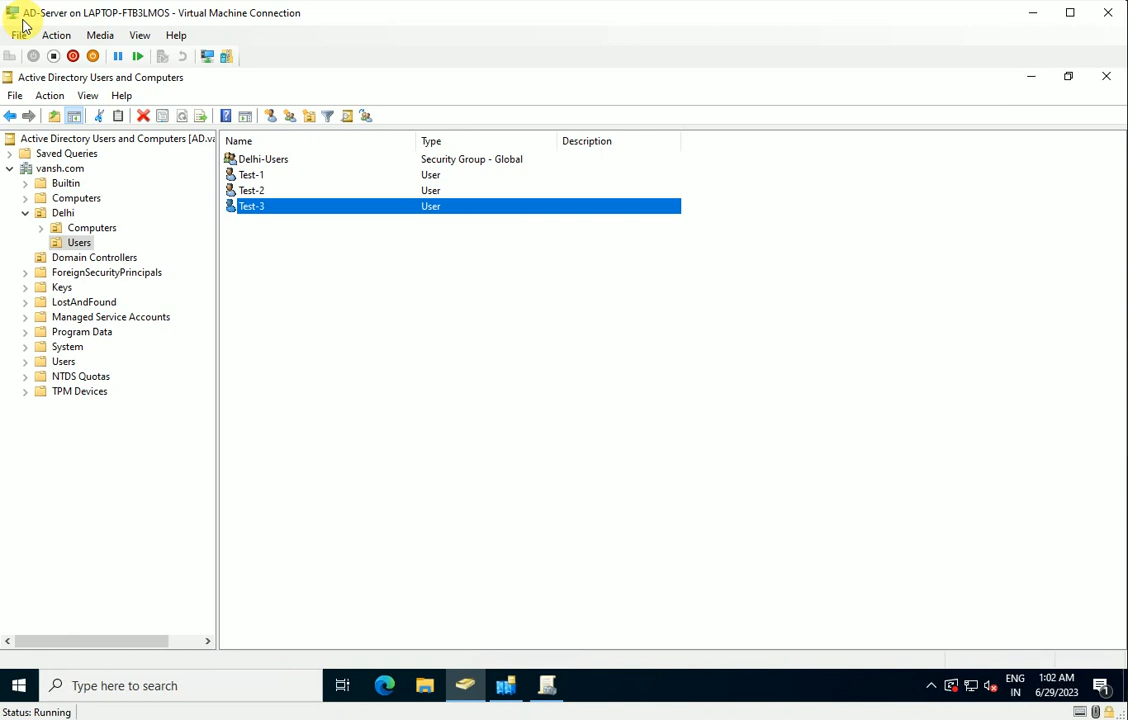 AD-Server on LAPTOP-FTB3LMOS - Virtual Machine Connection
File Action Media View Help
Active Directory Users and Computers
File Action View Help
Active Directory Users and Computers [AD.va
Name Type Description
Saved Queries
vansh.com
Builtin
Computers
Delhi
Computers
Users
Domain Controllers
ForeignSecurityPrincipals
Keys
LostAndFound
Managed Service Accounts
Program Data
System
Users
NTDS Quotas
TPM Devices
Delhi-Users Security Group - Global
Test-1 User
Test-2 User
Test-3 User
Type here to search
ENG
IN
1:02 AM
6/29/2023
1
Status: Running